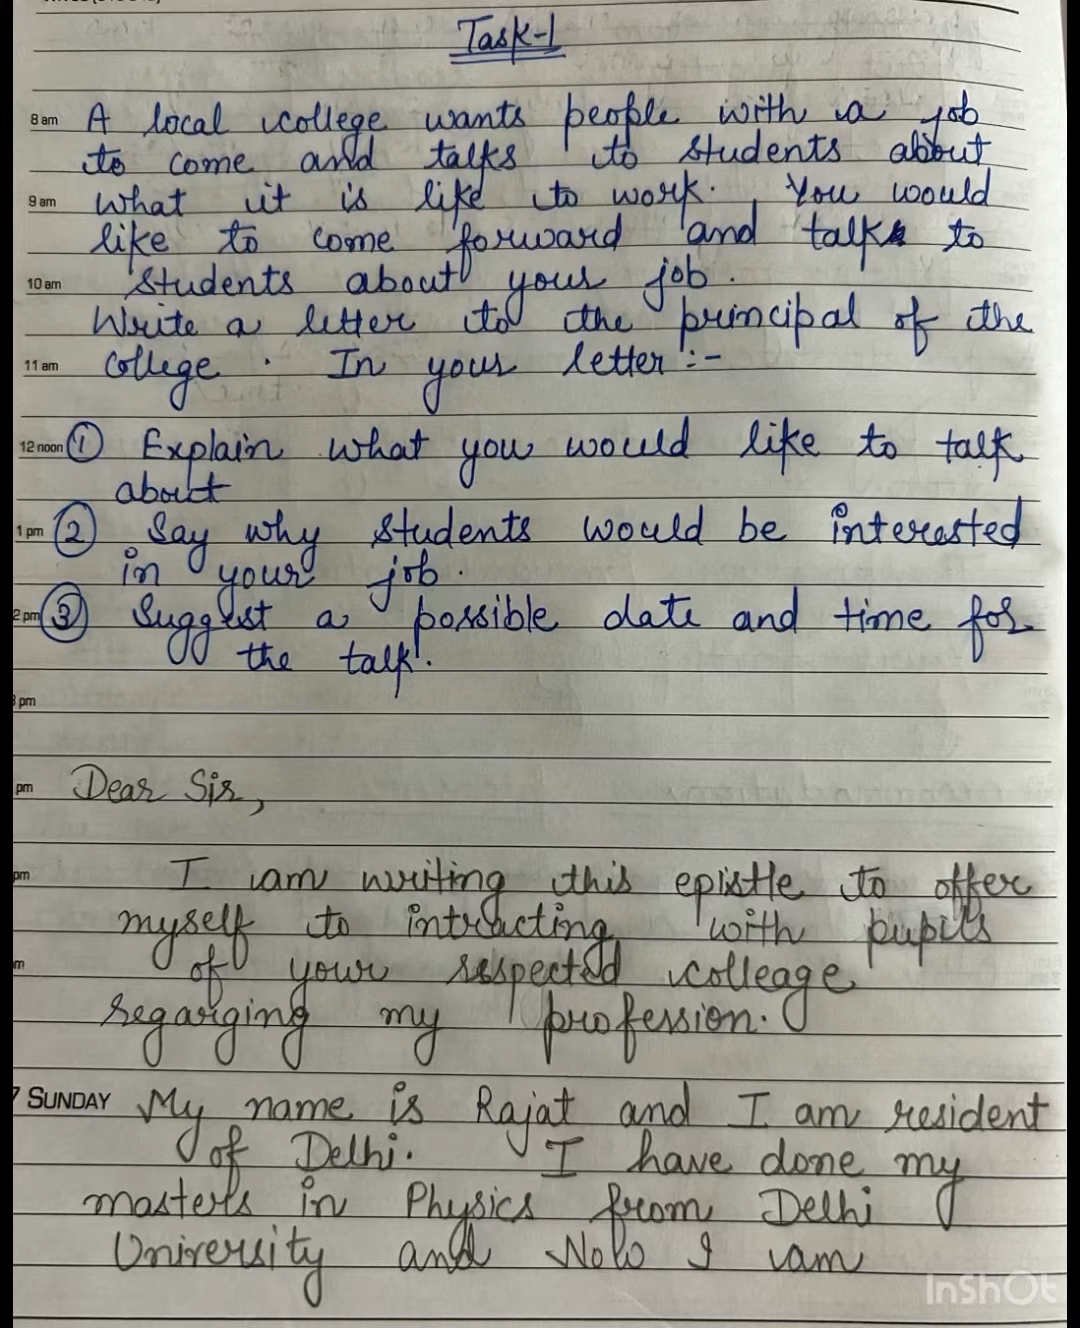 Task-1
8 am A local college wants people with a job
to come and talks to students about
9 am What it is like to work. You would
like to come forward and talk to
10 am students about your job.
Write a letter to the principal of the
11 am college. In your letter :-
12 noon ① Explain what you would like to talk
about
1 pm ② Say why students would be interested
in your job.
2 pm ③ Suggest a possible date and time for
the talk.
pm
pm Dear Sir,
pm I am writing this epistle to offer
myself to intracting with pupils
m of your respected colleage
regarging my profession.
7 SUNDAY My name is Rajat and I am resident
of Delhi. I have done my
masters in Physics from Delhi
University and Now I am
InShOt